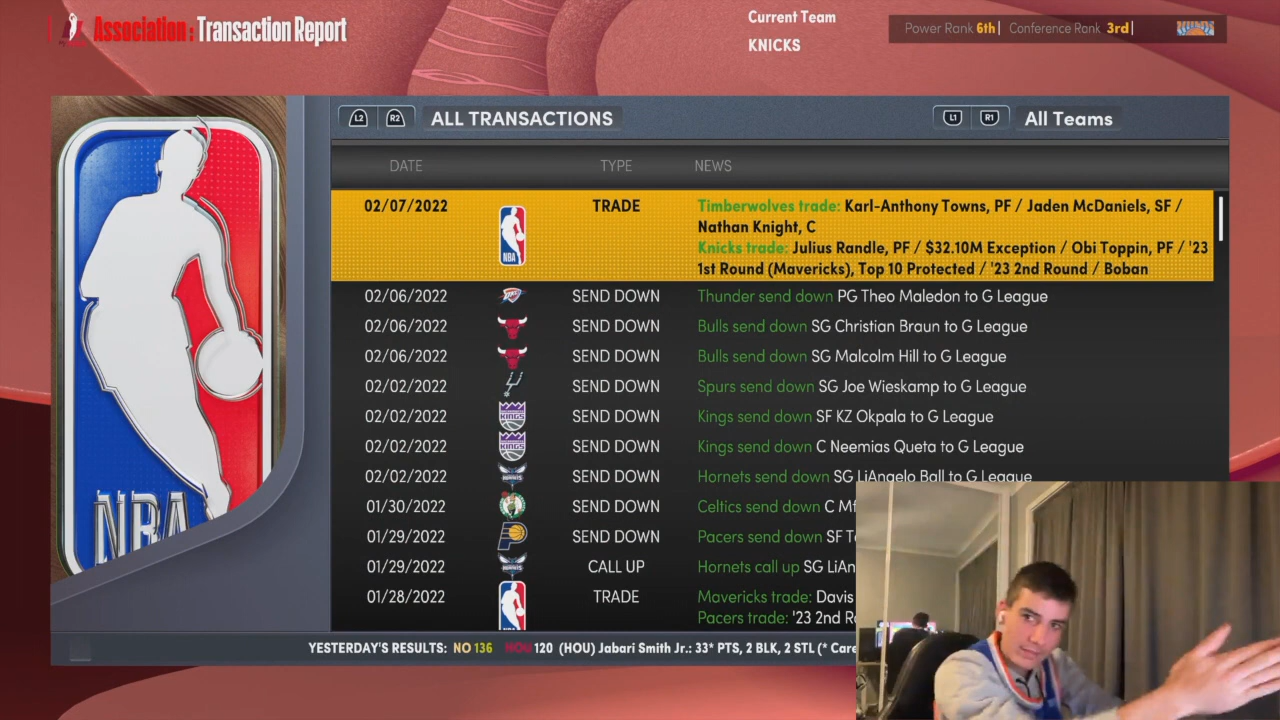 Association: Transaction Report
Current Team
KNICKS
Power Rank 6th| Conference Rank 3rd|
L2 R2 ALL TRANSACTIONS
L1 R1 All Teams
DATE TYPE NEWS
02/07/2022 NBA TRADE Timberwolves trade: Karl-Anthony Towns, PF / Jaden McDaniels, SF /
Nathan Knight, C
Knicks trade: Julius Randle, PF / $32.10M Exception / Obi Toppin, PF / '23
1st Round (Mavericks), Top 10 Protected / '23 2nd Round / Boban
02/06/2022 SEND DOWN Thunder send down PG Theo Maledon to G League
02/06/2022 SEND DOWN Bulls send down SG Christian Braun to G League
02/06/2022 SEND DOWN Bulls send down SG Malcolm Hill to G League
02/02/2022 SEND DOWN Spurs send down SG Joe Wieskamp to G League
02/02/2022 KINGS SEND DOWN Kings send down SF KZ Okpala to G League
02/02/2022 KINGS SEND DOWN Kings send down C Neemias Queta to G League
02/02/2022 SEND DOWN Hornets send down SG LiAngelo Ball to G League
01/30/2022 SEND DOWN Celtics send down C
01/29/2022 SEND DOWN Pacers send down SF
01/29/2022 CALL UP Hornets call up SG
01/28/2022 TRADE Mavericks trade: Davis
Pacers trade: '23 2nd
NBA
YESTERDAY'S RESULTS: NO 136 HOU 120 (HOU) Jabari Smith Jr.: 33* PTS, 2 BLK, 2 STL (*